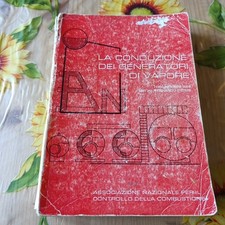 LA CONDUZIONE
DEI GENERATORI
DI VAPORE
ASSOCIAZIONE NAZIONALE PER IL
CONTROLLO DELLA COMBUSTIONE